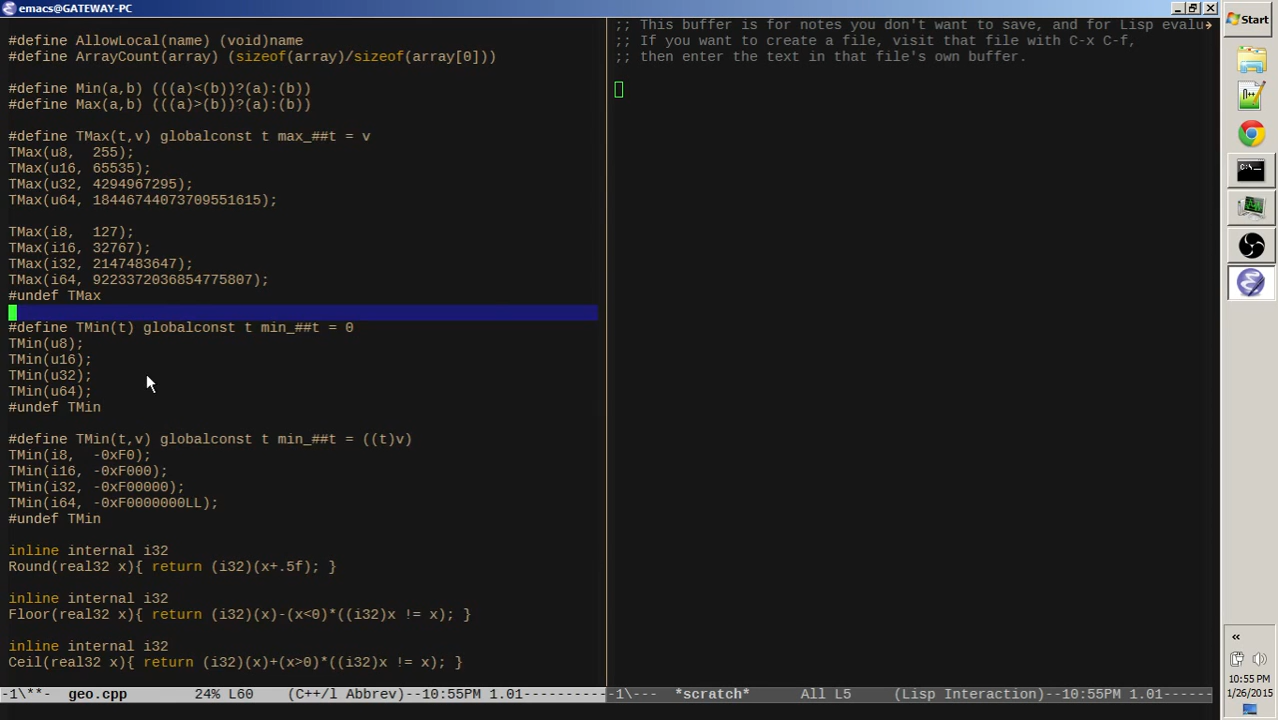 emacs@GATEWAY-PC
#define AllowLocal(name) (void)name
#define ArrayCount(array) (sizeof(array)/sizeof(array[0]))
#define Min(a,b) (((a)<(b))?(a):(b))
#define Max(a,b) (((a)>(b))?(a):(b))
#define TMax(t,v) globalconst t max_##t = v
TMax(u8,  255);
TMax(u16, 65535);
TMax(u32, 4294967295);
TMax(u64, 18446744073709551615);
TMax(i8,  127);
TMax(i16, 32767);
TMax(i32, 2147483647);
TMax(i64, 9223372036854775807);
#undef TMax
#define TMin(t) globalconst t min_##t = 0
TMin(u8);
TMin(u16);
TMin(u32);
TMin(u64);
#undef TMin
#define TMin(t,v) globalconst t min_##t = ((t)v)
TMin(i8,  -0xF0);
TMin(i16, -0xF000);
TMin(i32, -0xF00000);
TMin(i64, -0xF0000000LL);
#undef TMin
inline internal i32
Round(real32 x){ return (i32)(x+.5f); }
inline internal i32
Floor(real32 x){ return (i32)(x)-(x<0)*((i32)x != x); }
inline internal i32
Ceil(real32 x){ return (i32)(x)+(x>0)*((i32)x != x); }
-1\**-  geo.cpp        24% L60    (C++/l Abbrev)--10:55PM 1.01----------
;; This buffer is for notes you don't want to save, and for Lisp evalu
;; If you want to create a file, visit that file with C-x C-f,
;; then enter the text in that file's own buffer.
-1\---  *scratch*      All L5     (Lisp Interaction)--10:55PM 1.01------
Start
10:55 PM
1/26/2015